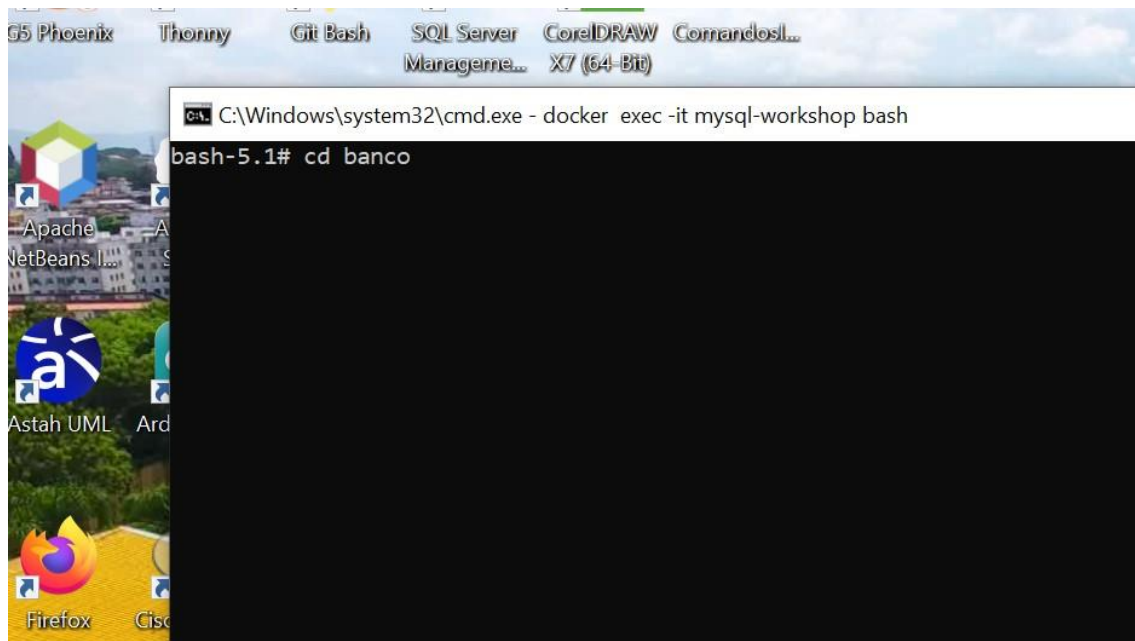 G5 Phoenix
Thonny
Git Bash
SQL Server Manageme...
CorelDRAW X7 (64-Bit)
ComandosI...
C:\Windows\system32\cmd.exe - docker exec -it mysql-workshop bash
bash-5.1# cd banco
Apache
NetBeans I...
Astah UML
Ard
Firefox
Cisc